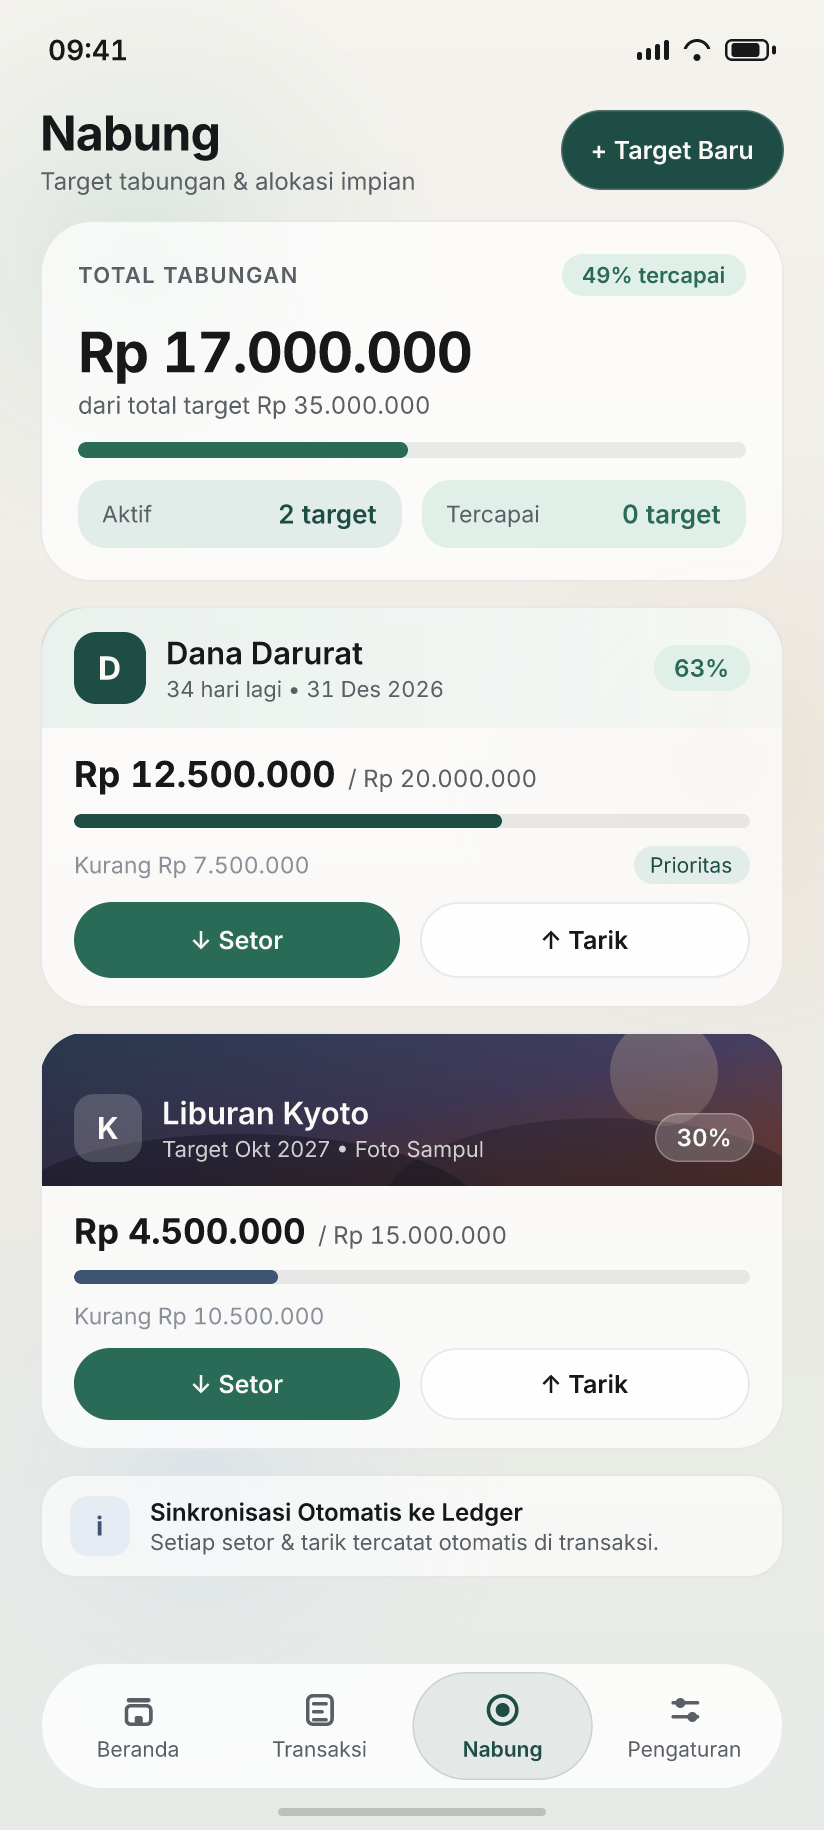 09:41
Nabung
Target tabungan & alokasi impian
+ Target Baru
TOTAL TABUNGAN
49% tercapai
Rp 17.000.000
dari total target Rp 35.000.000
Aktif
2 target
Tercapai
0 target
D
Dana Darurat
34 hari lagi • 31 Des 2026
63%
Rp 12.500.000 / Rp 20.000.000
Kurang Rp 7.500.000
Prioritas
↓ Setor
↑ Tarik
K
Liburan Kyoto
Target Okt 2027 • Foto Sampul
30%
Rp 4.500.000 / Rp 15.000.000
Kurang Rp 10.500.000
↓ Setor
↑ Tarik
i
Sinkronisasi Otomatis ke Ledger
Setiap setor & tarik tercatat otomatis di transaksi.
Beranda
Transaksi
Nabung
Pengaturan